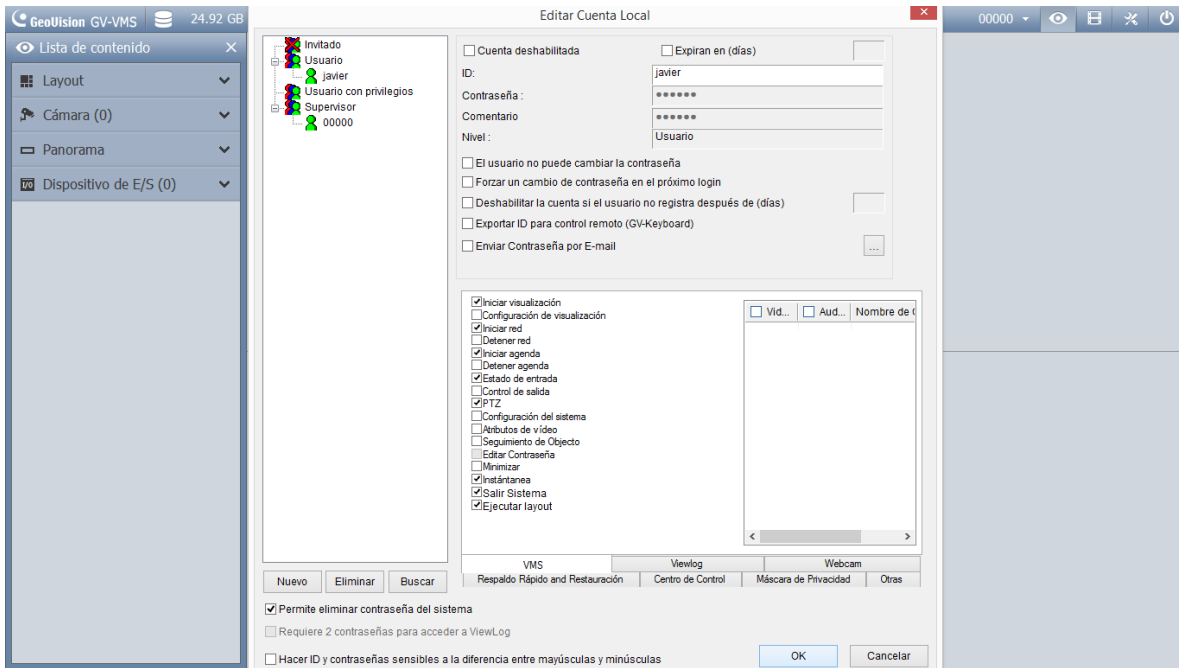 GeoVision GV-VMS 24.92 GB
Editar Cuenta Local
00000
Lista de contenido
Layout
Cámara (0)
Panorama
Dispositivo de E/S (0)
Invitado
Usuario
javier
Usuario con privilegios
Supervisor
00000
Nuevo Eliminar Buscar
Cuenta deshabilitada Expiran en (días)
ID: javier
Contraseña : ●●●●●●
Comentario ●●●●●●
Nivel : Usuario
El usuario no puede cambiar la contraseña
Forzar un cambio de contraseña en el próximo login
Deshabilitar la cuenta si el usuario no registra después de (días)
Exportar ID para control remoto (GV-Keyboard)
Enviar Contraseña por E-mail ...
Iniciar visualización
Configuración de visualización
Iniciar red
Detener red
Iniciar agenda
Detener agenda
Estado de entrada
Control de salida
PTZ
Configuración del sistema
Atributos de vídeo
Seguimiento de Objecto
Editar Contraseña
Minimizar
Instántanea
Salir Sistema
Ejecutar layout
Vid... Aud... Nombre de
VMS Viewlog Webcam
Respaldo Rápido and Restauración Centro de Control Máscara de Privacidad Otras
Permite eliminar contraseña del sistema
Requiere 2 contraseñas para acceder a ViewLog
Hacer ID y contraseñas sensibles a la diferencia entre mayúsculas y minúsculas
OK Cancelar